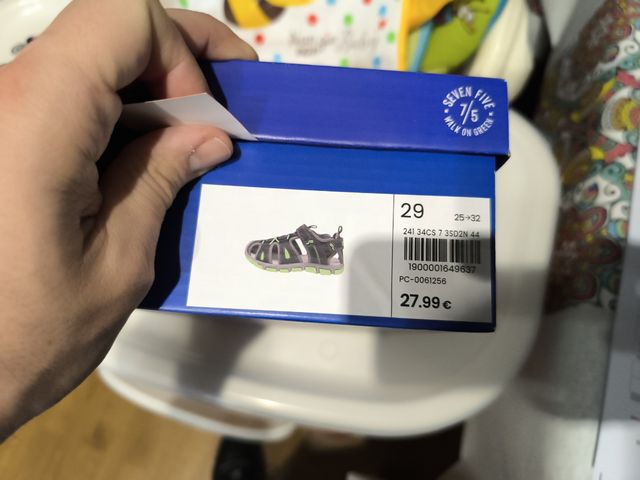 SEVEN FIVE
7/5
WALK ON GREEN
29
25→32
241 34CS 7 35D2N 44
1900001649637
PC-0061256
27.99 €